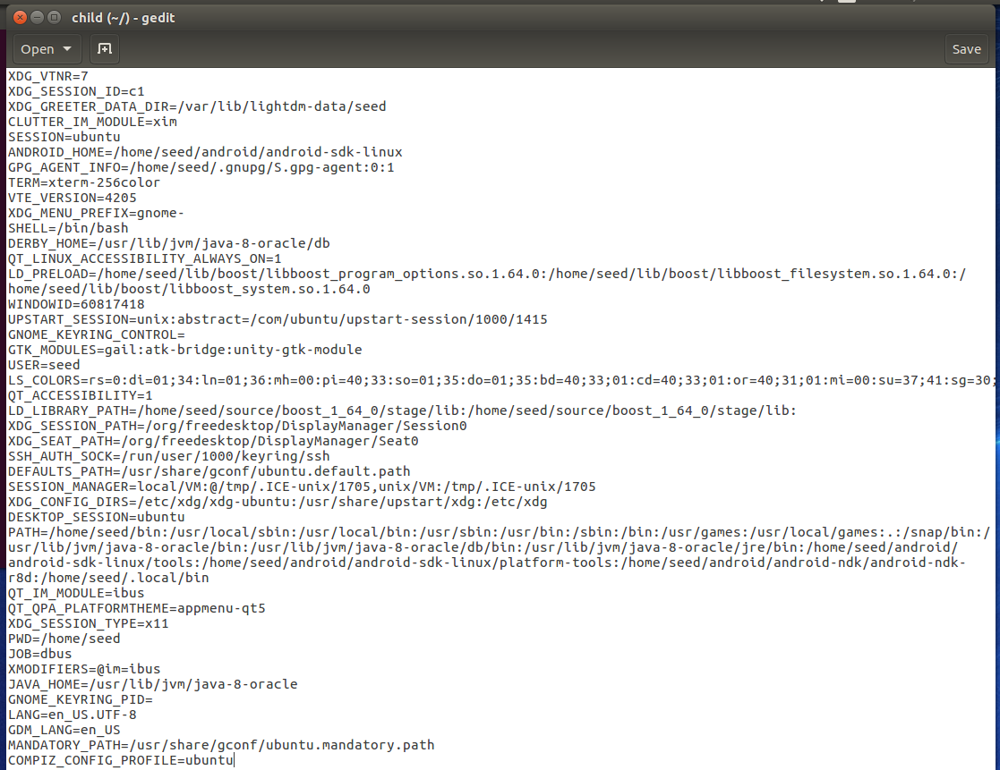 child (~/) - gedit
Open
Save
XDG_VTNR=7
XDG_SESSION_ID=c1
XDG_GREETER_DATA_DIR=/var/lib/lightdm-data/seed
CLUTTER_IM_MODULE=xim
SESSION=ubuntu
ANDROID_HOME=/home/seed/android/android-sdk-linux
GPG_AGENT_INFO=/home/seed/.gnupg/S.gpg-agent:0:1
TERM=xterm-256color
VTE_VERSION=4205
XDG_MENU_PREFIX=gnome-
SHELL=/bin/bash
DERBY_HOME=/usr/lib/jvm/java-8-oracle/db
QT_LINUX_ACCESSIBILITY_ALWAYS_ON=1
LD_PRELOAD=/home/seed/lib/boost/libboost_program_options.so.1.64.0:/home/seed/lib/boost/libboost_filesystem.so.1.64.0:/
home/seed/lib/boost/libboost_system.so.1.64.0
WINDOWID=60817418
UPSTART_SESSION=unix:abstract=/com/ubuntu/upstart-session/1000/1415
GNOME_KEYRING_CONTROL=
GTK_MODULES=gail:atk-bridge:unity-gtk-module
USER=seed
LS_COLORS=rs=0:di=01;34:ln=01;36:mh=00:pi=40;33:so=01;35:do=01;35:bd=40;33;01:cd=40;33;01:or=40;31;01:mi=00:su=37;41:sg=30;
QT_ACCESSIBILITY=1
LD_LIBRARY_PATH=/home/seed/source/boost_1_64_0/stage/lib:/home/seed/source/boost_1_64_0/stage/lib:
XDG_SESSION_PATH=/org/freedesktop/DisplayManager/Session0
XDG_SEAT_PATH=/org/freedesktop/DisplayManager/Seat0
SSH_AUTH_SOCK=/run/user/1000/keyring/ssh
DEFAULTS_PATH=/usr/share/gconf/ubuntu.default.path
SESSION_MANAGER=local/VM:@/tmp/.ICE-unix/1705,unix/VM:/tmp/.ICE-unix/1705
XDG_CONFIG_DIRS=/etc/xdg/xdg-ubuntu:/usr/share/upstart/xdg:/etc/xdg
DESKTOP_SESSION=ubuntu
PATH=/home/seed/bin:/usr/local/sbin:/usr/local/bin:/usr/sbin:/usr/bin:/sbin:/bin:/usr/games:/usr/local/games:.:/snap/bin:/
usr/lib/jvm/java-8-oracle/bin:/usr/lib/jvm/java-8-oracle/db/bin:/usr/lib/jvm/java-8-oracle/jre/bin:/home/seed/android/
android-sdk-linux/tools:/home/seed/android/android-sdk-linux/platform-tools:/home/seed/android/android-ndk/android-ndk-
r8d:/home/seed/.local/bin
QT_IM_MODULE=ibus
QT_QPA_PLATFORMTHEME=appmenu-qt5
XDG_SESSION_TYPE=x11
PWD=/home/seed
JOB=dbus
XMODIFIERS=@im=ibus
JAVA_HOME=/usr/lib/jvm/java-8-oracle
GNOME_KEYRING_PID=
LANG=en_US.UTF-8
GDM_LANG=en_US
MANDATORY_PATH=/usr/share/gconf/ubuntu.mandatory.path
COMPIZ_CONFIG_PROFILE=ubuntu